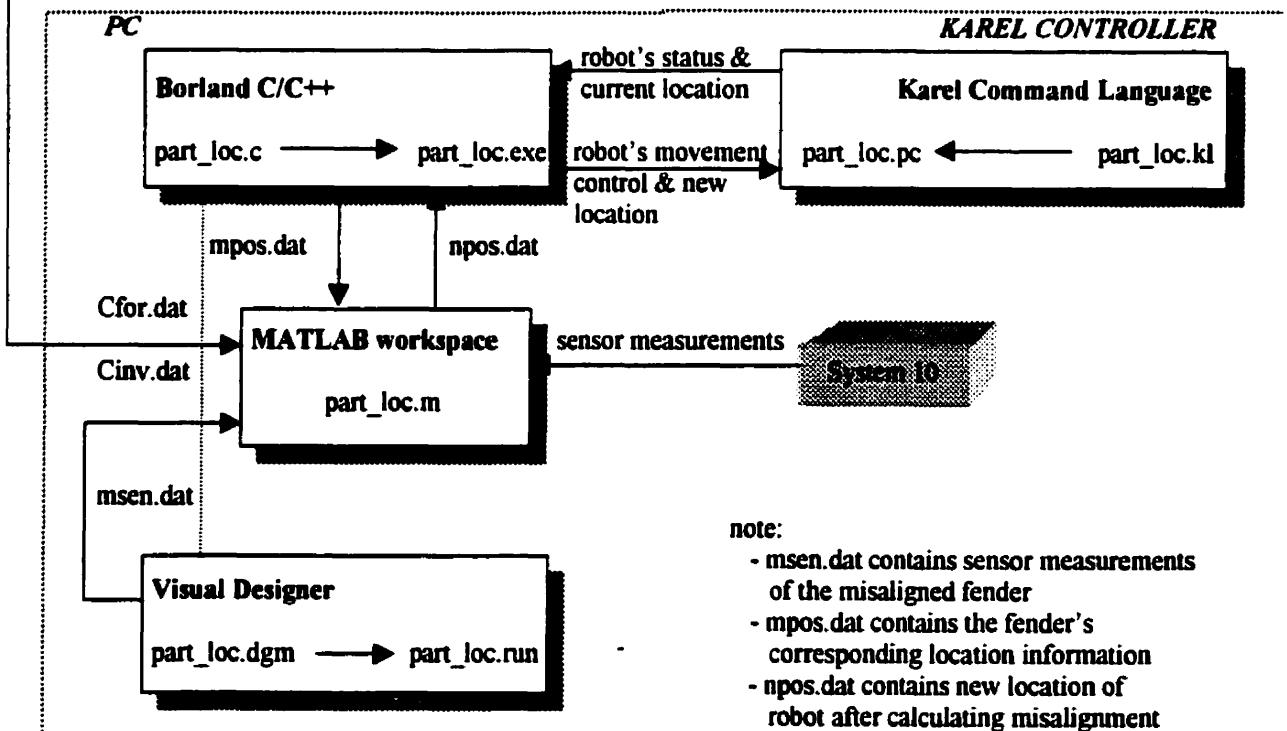 PC
KAREL CONTROLLER
Borland C/C++
part_loc.c
part_loc.exe
robot's status &
current location
robot's movement
control & new
location
Karel Command Language
part_loc.pc
part_loc.kl
mpos.dat
npos.dat
Cfor.dat
Cinv.dat
MATLAB workspace
part_loc.m
sensor measurements
System 10
msen.dat
Visual Designer
part_loc.dgm
part_loc.run
note:
- msen.dat contains sensor measurements
of the misaligned fender
- mpos.dat contains the fender's
corresponding location information
- npos.dat contains new location of
robot after calculating misalignment